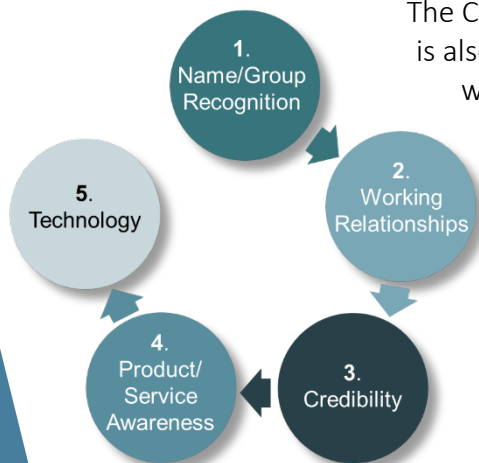 The C
is als
w
1.
Name/Group
Recognition
2.
Working
Relationships
3.
Credibility
4.
Product/
Service
Awareness
5.
Technology